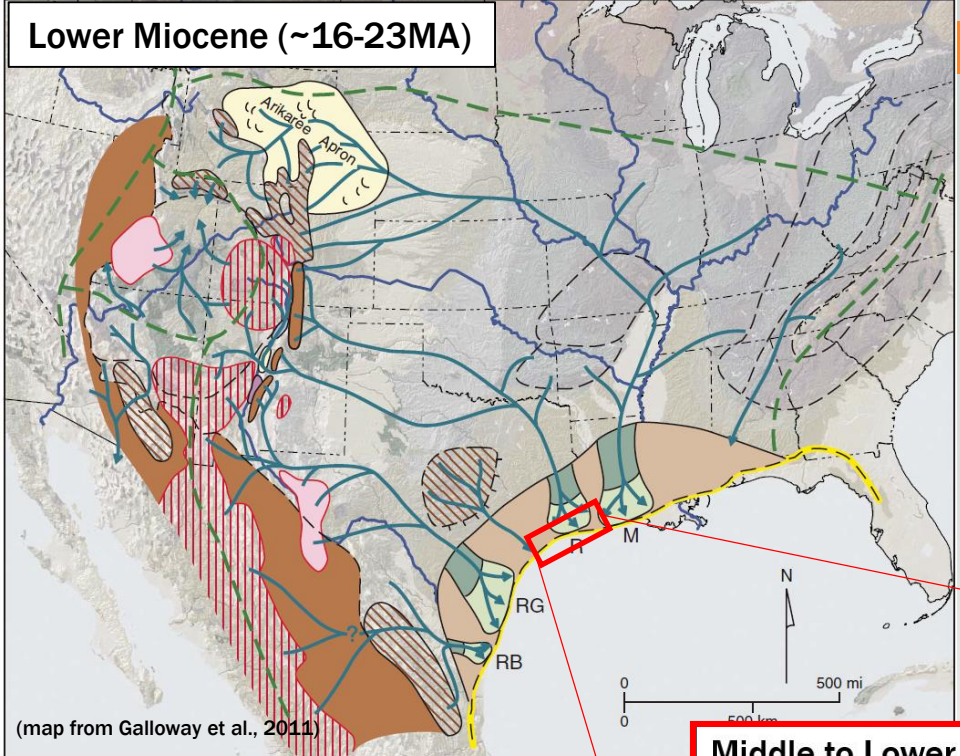 Lower Miocene (~16-23MA)
Arikaree Apron
?
R
M
RG
RB
N
0 500 mi
0 500 km
(map from Galloway et al., 2011)
Middle to Lower